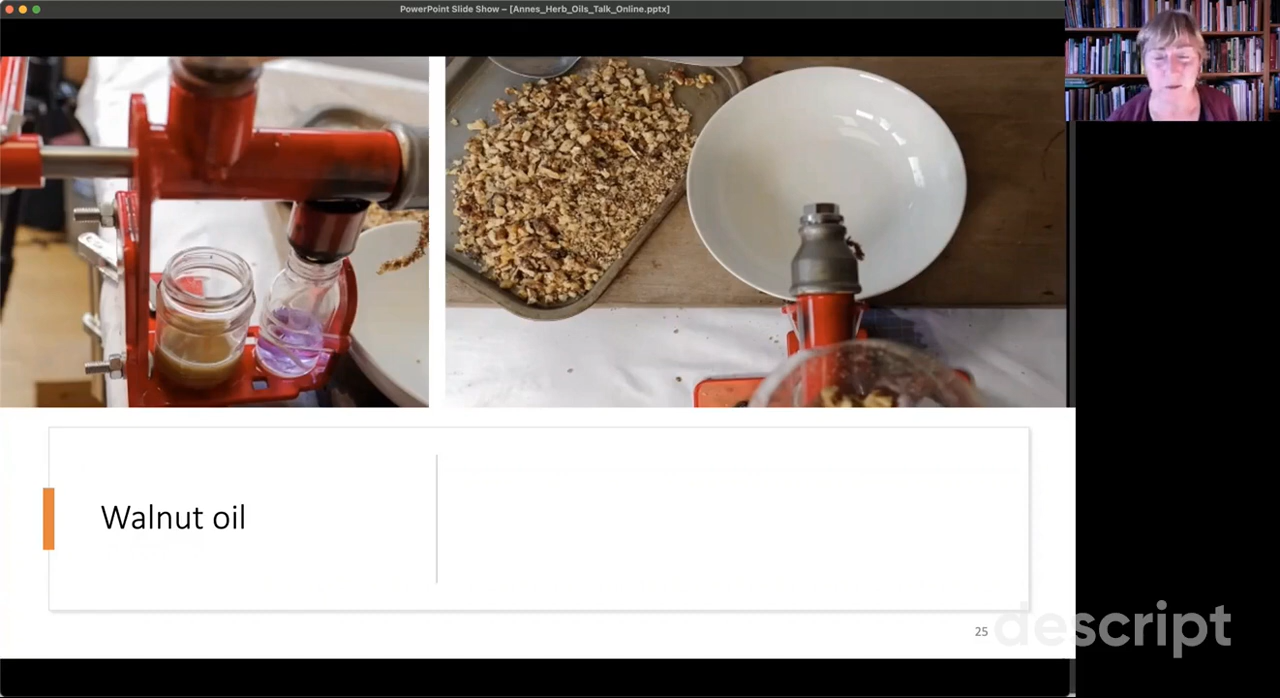 PowerPoint Slide Show – [Annes_Herb_Oils_Talk_Online.pptx]
Walnut oil
25
descript